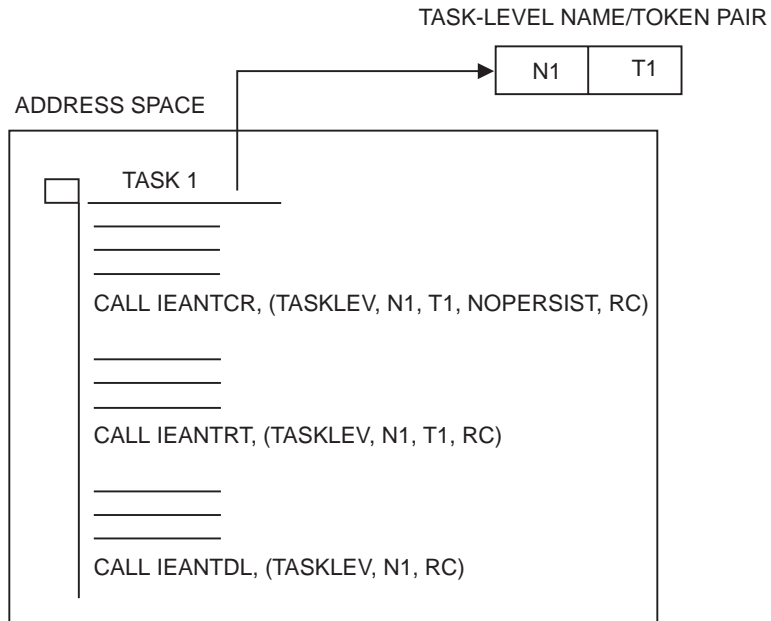 TASK-LEVEL NAME/TOKEN PAIR
N1 T1
ADDRESS SPACE
TASK 1
CALL IEANTCR, (TASKLEV, N1, T1, NOPERSIST, RC)
CALL IEANTRT, (TASKLEV, N1, T1, RC)
CALL IEANTDL, (TASKLEV, N1, RC)